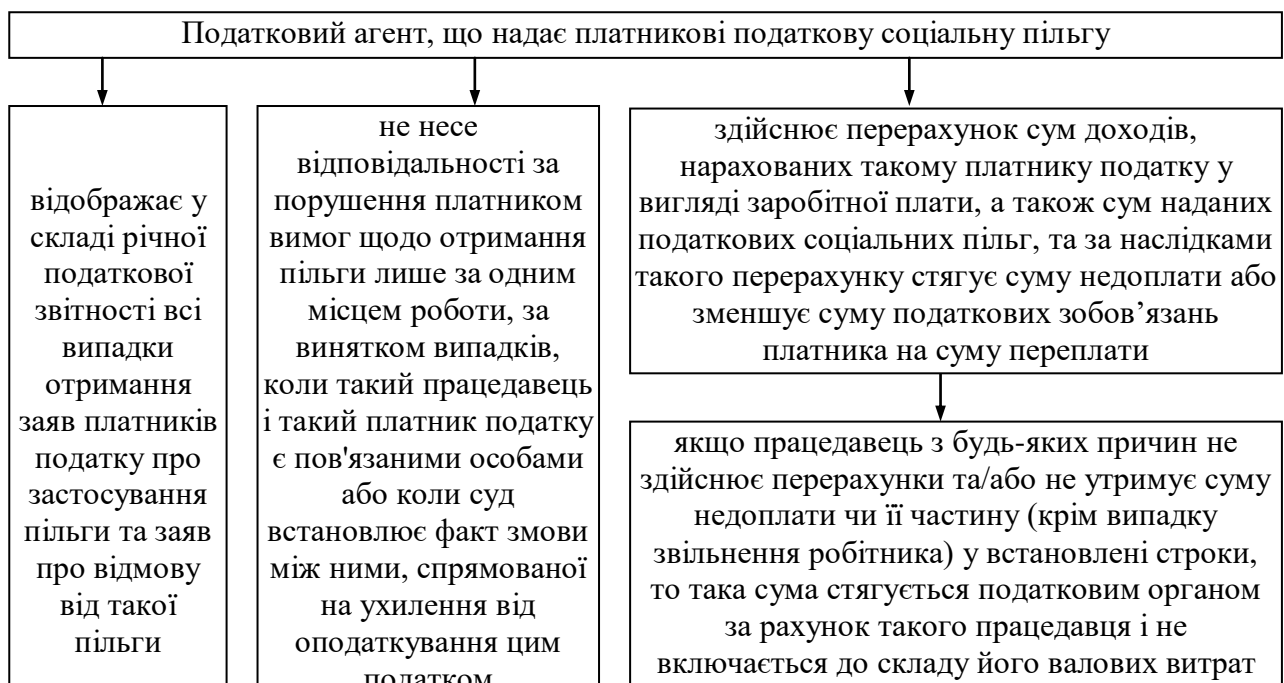 Податковий агент, що надає платникові податкову соціальну пільгу
відображає у
складі річної
податкової
звітності всі
випадки
отримання
заяв платників
податку про
застосування
пільги та заяв
про відмову
від такої
пільги
не несе
відповідальності за
порушення платником
вимог щодо отримання
пільги лише за одним
місцем роботи, за
винятком випадків,
коли такий працедавець
і такий платник податку
є пов'язаними особами
або коли суд
встановлює факт змови
між ними, спрямованої
на ухилення від
оподаткування цим
податком
здійснює перерахунок сум доходів,
нарахованих такому платнику податку у
вигляді заробітної плати, а також сум наданих
податкових соціальних пільг, та за наслідками
такого перерахунку стягує суму недоплати або
зменшує суму податкових зобов’язань
платника на суму переплати
якщо працедавець з будь-яких причин не
здійснює перерахунки та/або не утримує суму
недоплати чи її частину (крім випадку
звільнення робітника) у встановлені строки,
то така сума стягується податковим органом
за рахунок такого працедавця і не
включається до складу його валових витрат